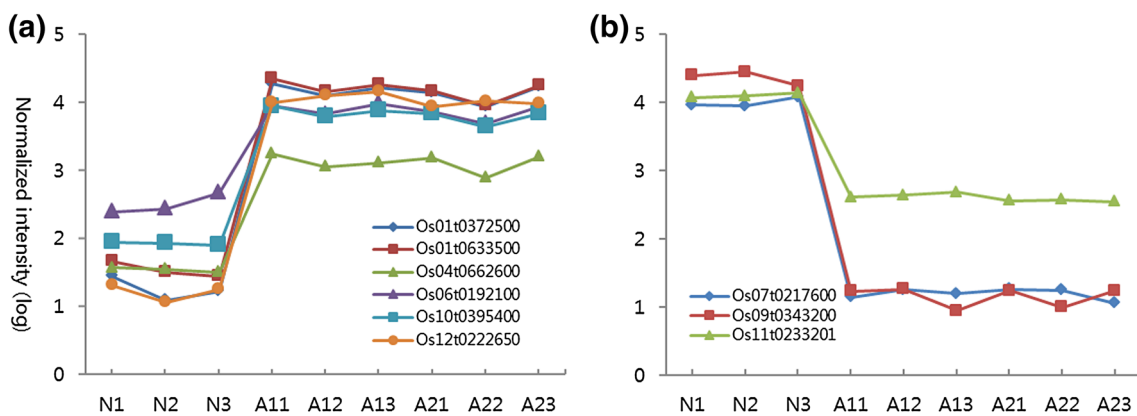 (a)
Normalized intensity (log)
5
4
3
2
1
0
Os01t0372500
Os01t0633500
Os04t0662600
Os06t0192100
Os10t0395400
Os12t0222650
N1 N2 N3 A11 A12 A13 A21 A22 A23
(b)
5
4
3
2
1
0
Os07t0217600
Os09t0343200
Os11t0233201
N1 N2 N3 A11 A12 A13 A21 A22 A23